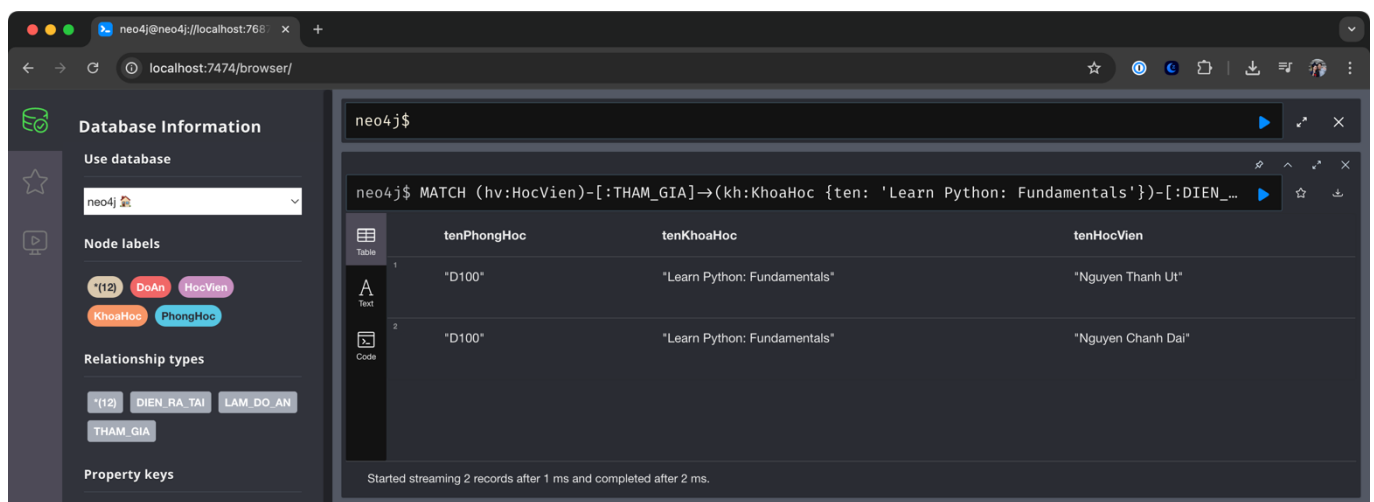 neo4j@neo4j://localhost:7687
localhost:7474/browser/
Database Information
Use database
neo4j
Node labels
*(12) DoAn HocVien
KhoaHoc PhongHoc
Relationship types
*(12) DIEN_RA_TAI LAM_DO_AN
THAM_GIA
Property keys
neo4j$
neo4j$ MATCH (hv:HocVien)-[:THAM_GIA]→(kh:KhoaHoc {ten: 'Learn Python: Fundamentals'})-[:DIEN_…
Table
Text
Code
tenPhongHoc tenKhoaHoc tenHocVien
1 "D100" "Learn Python: Fundamentals" "Nguyen Thanh Ut"
2 "D100" "Learn Python: Fundamentals" "Nguyen Chanh Dai"
Started streaming 2 records after 1 ms and completed after 2 ms.